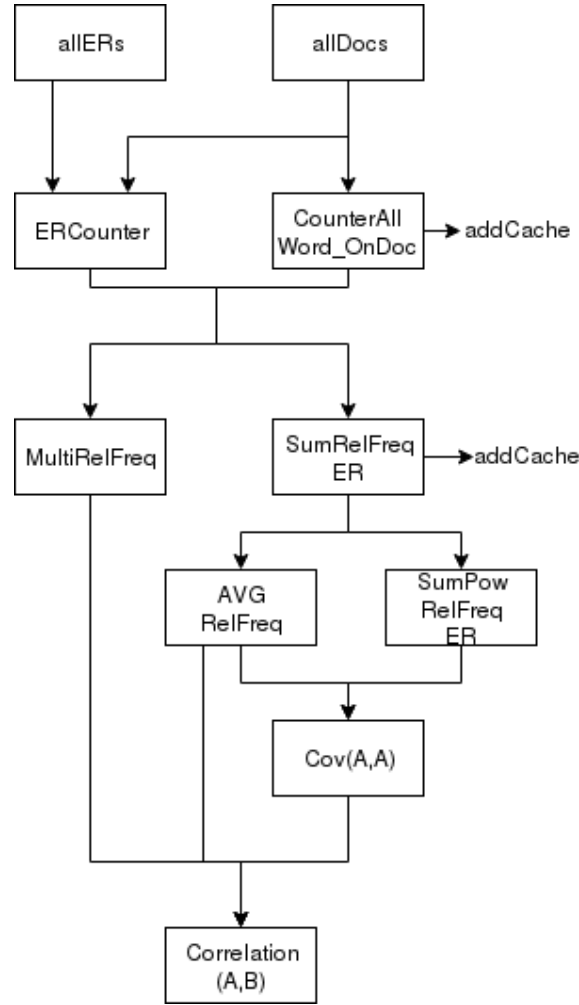 allERs
allDocs
ERCounter
CounterAll
Word_OnDoc
addCache
MultiRelFreq
SumRelFreq
ER
addCache
AVG
RelFreq
SumPow
RelFreq
ER
Cov(A,A)
Correlation
(A,B)